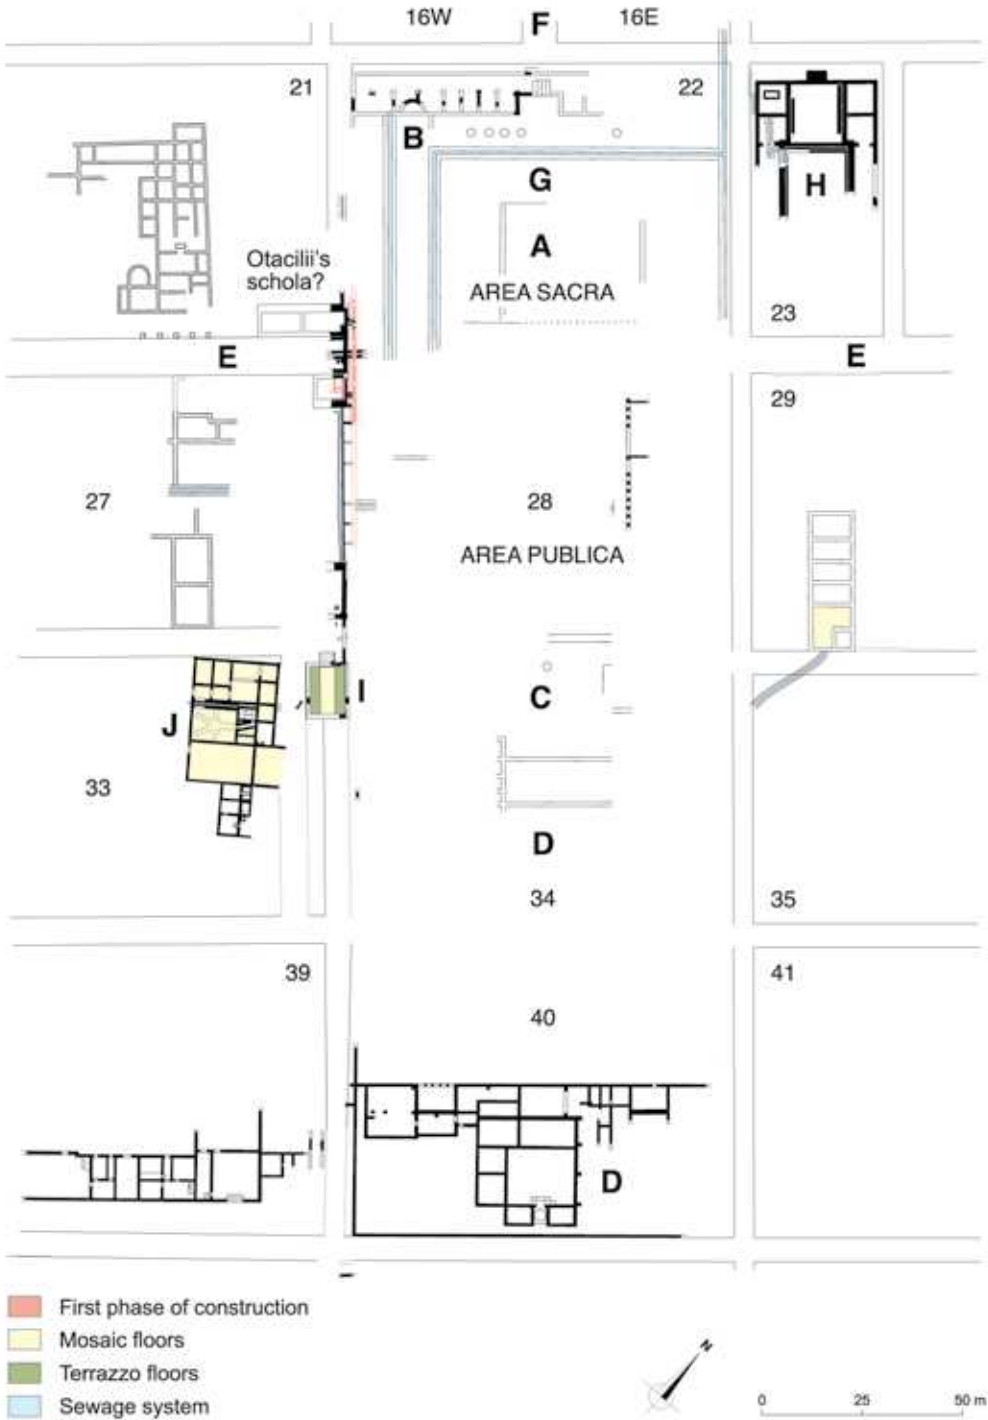 16W F 16E
21 22
B
G H
A
Otacilii's
schola?
AREA SACRA
23
E E
29
27 28
AREA PUBLICA
I C
J
33
D
34 35
39 41
40
D
First phase of construction
Mosaic floors
Terrazzo floors
Sewage system
N
0 25 50 m